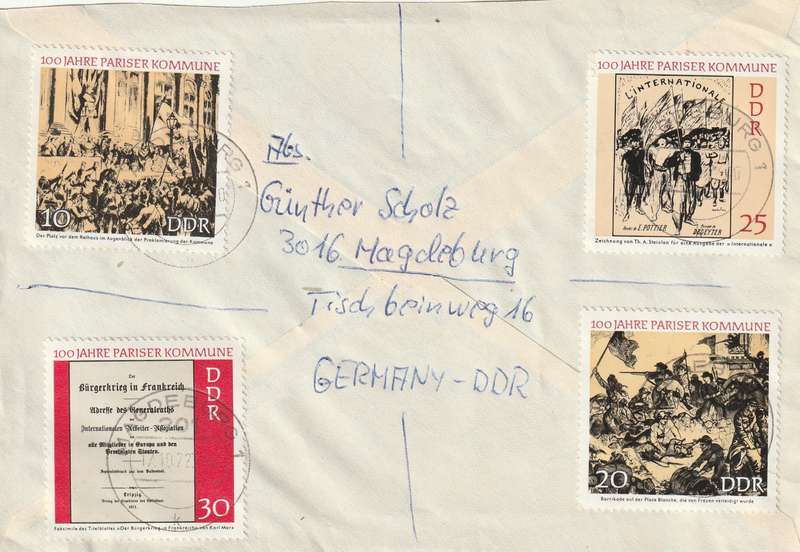 100 JAHRE PARISER KOMMUNE
10 DDR
Der Platz vor dem Rathaus im Augenblick der Proklamierung der Kommune
100 JAHRE PARISER KOMMUNE
L'INTERNATIONALE
DDR
E. POTTIER
DEGEYTER
25
Zeichnung von Th. A. Steinlen für eine Ausgabe der »Internationale«
Abs.
Günther Scholz
3016 Magdeburg
Tischbeinweg 16
GERMANY-DDR
100 JAHRE PARISER KOMMUNE
Der
Bürgerkrieg in Frankreich
Adresse des Generalraths
der
Internationalen Arbeiter-Assoziation
an
alle Mitglieder in Europa und den
Vereinigten Staaten.
Leipzig
1871.
DDR
30
Faksimile des Titelblattes »Der Bürgerkrieg in Frankreich« von Karl Marx
MAGDEBURG 1
100 JAHRE PARISER KOMMUNE
20 DDR
Barrikade auf der Place Blanche, die von Frauen verteidigt wurde